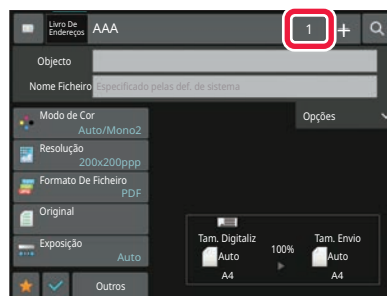 Livro De
Endereços
AAA
1
Objecto
Nome Ficheiro
Especificado pelas def. de sistema
Modo de Cor
Auto/Mono2
Opções
Resolução
200x200ppp
Formato De Ficheiro
PDF
Original
Exposição
Auto
Tam. Digitaliz
100%
Tam. Envio
Auto
Auto
A4
A4
Outros